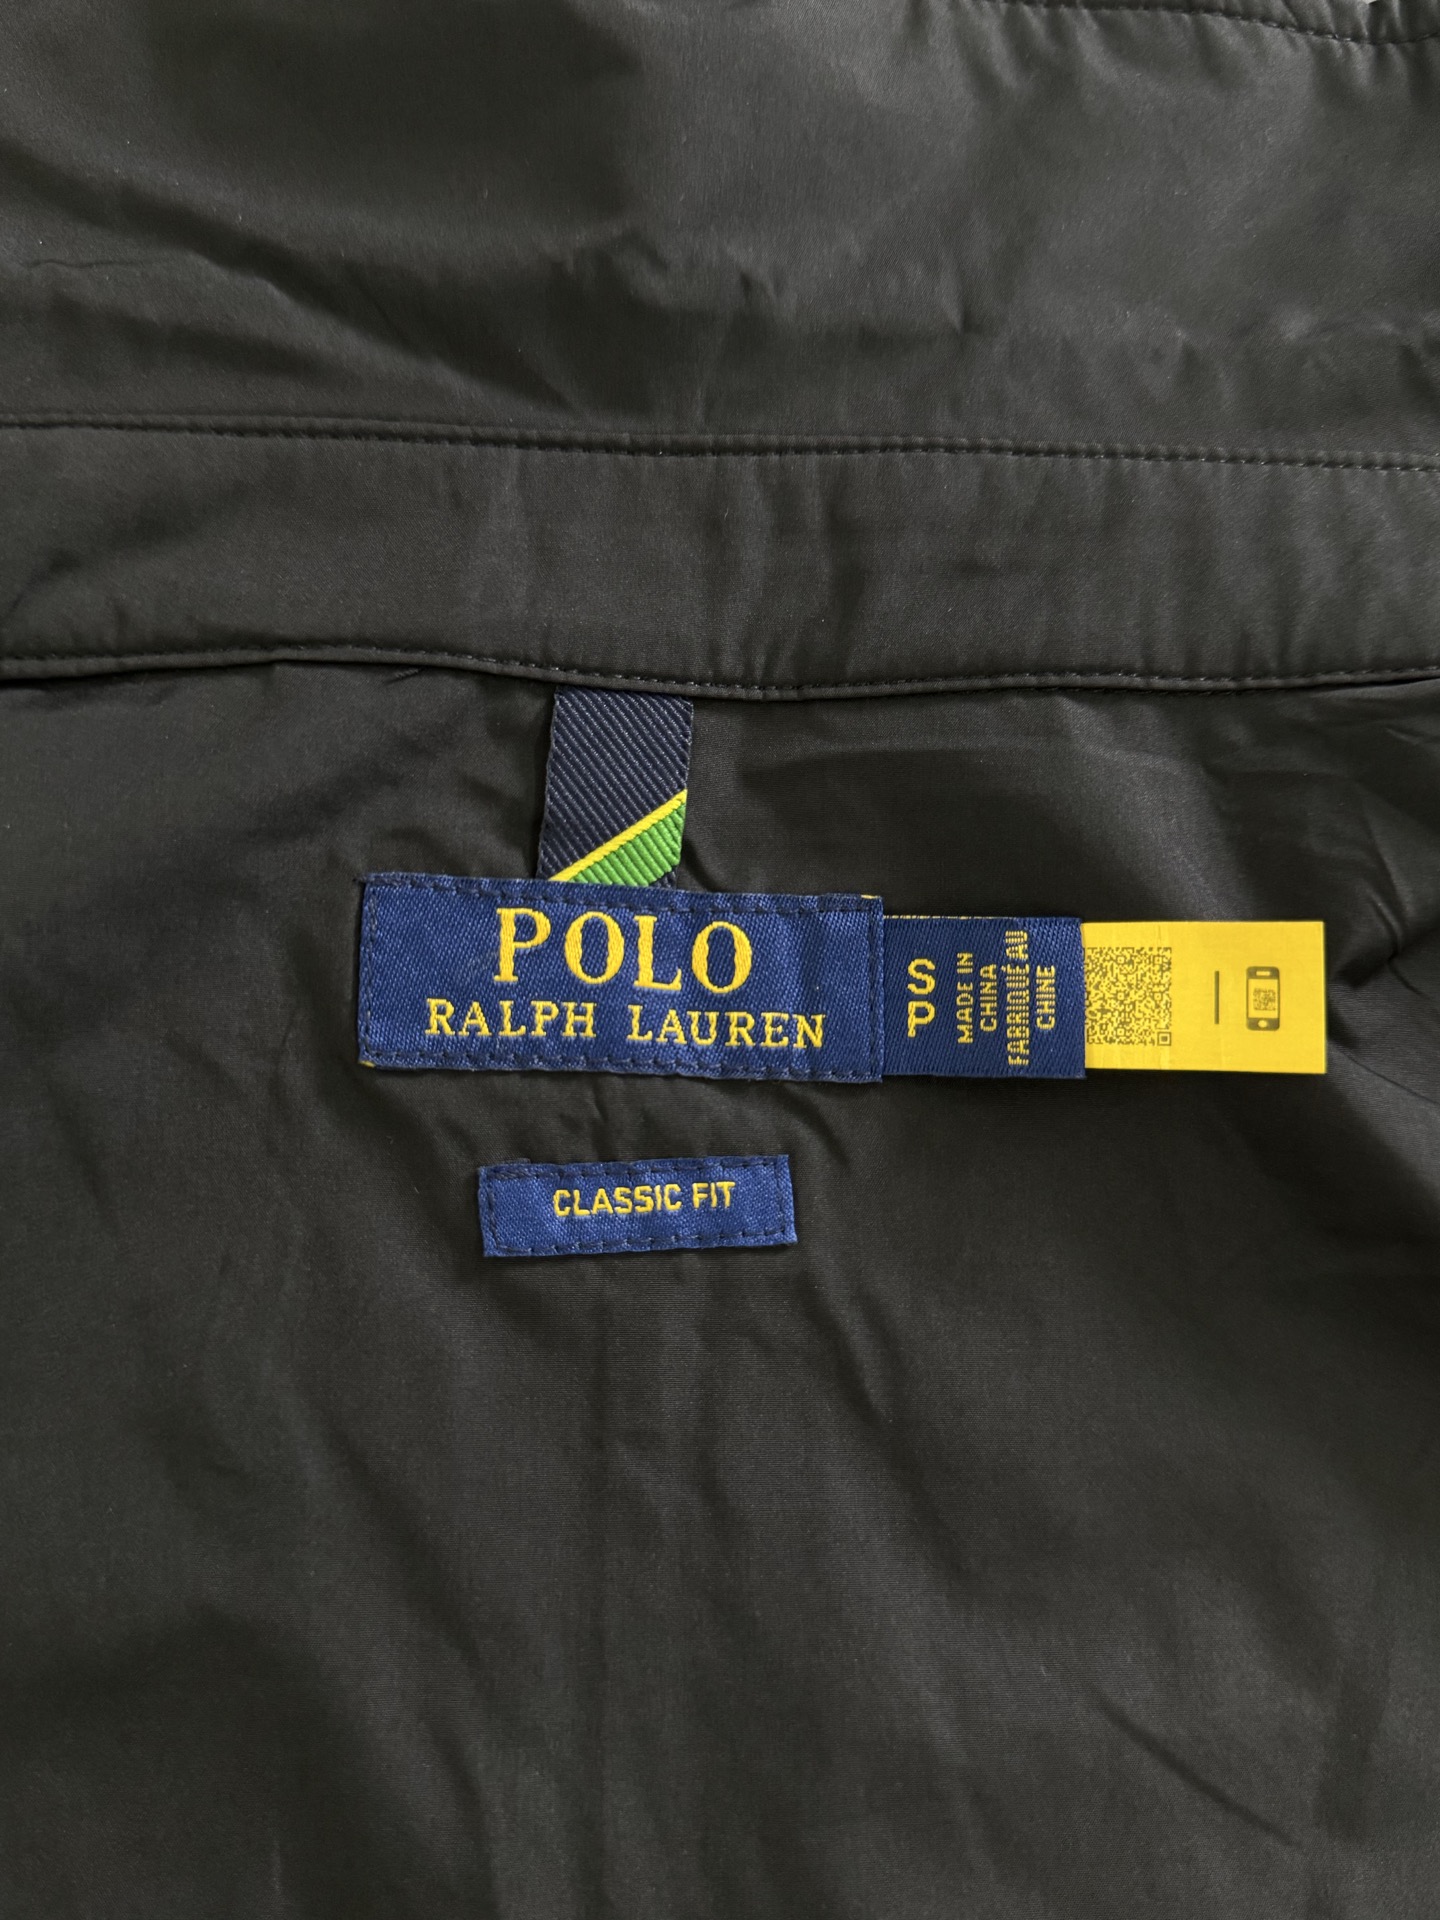 POLO
RALPH LAUREN
S
P
MADE IN
CHINA
FABRIQUÉ AU
CHINE
CLASSIC FIT